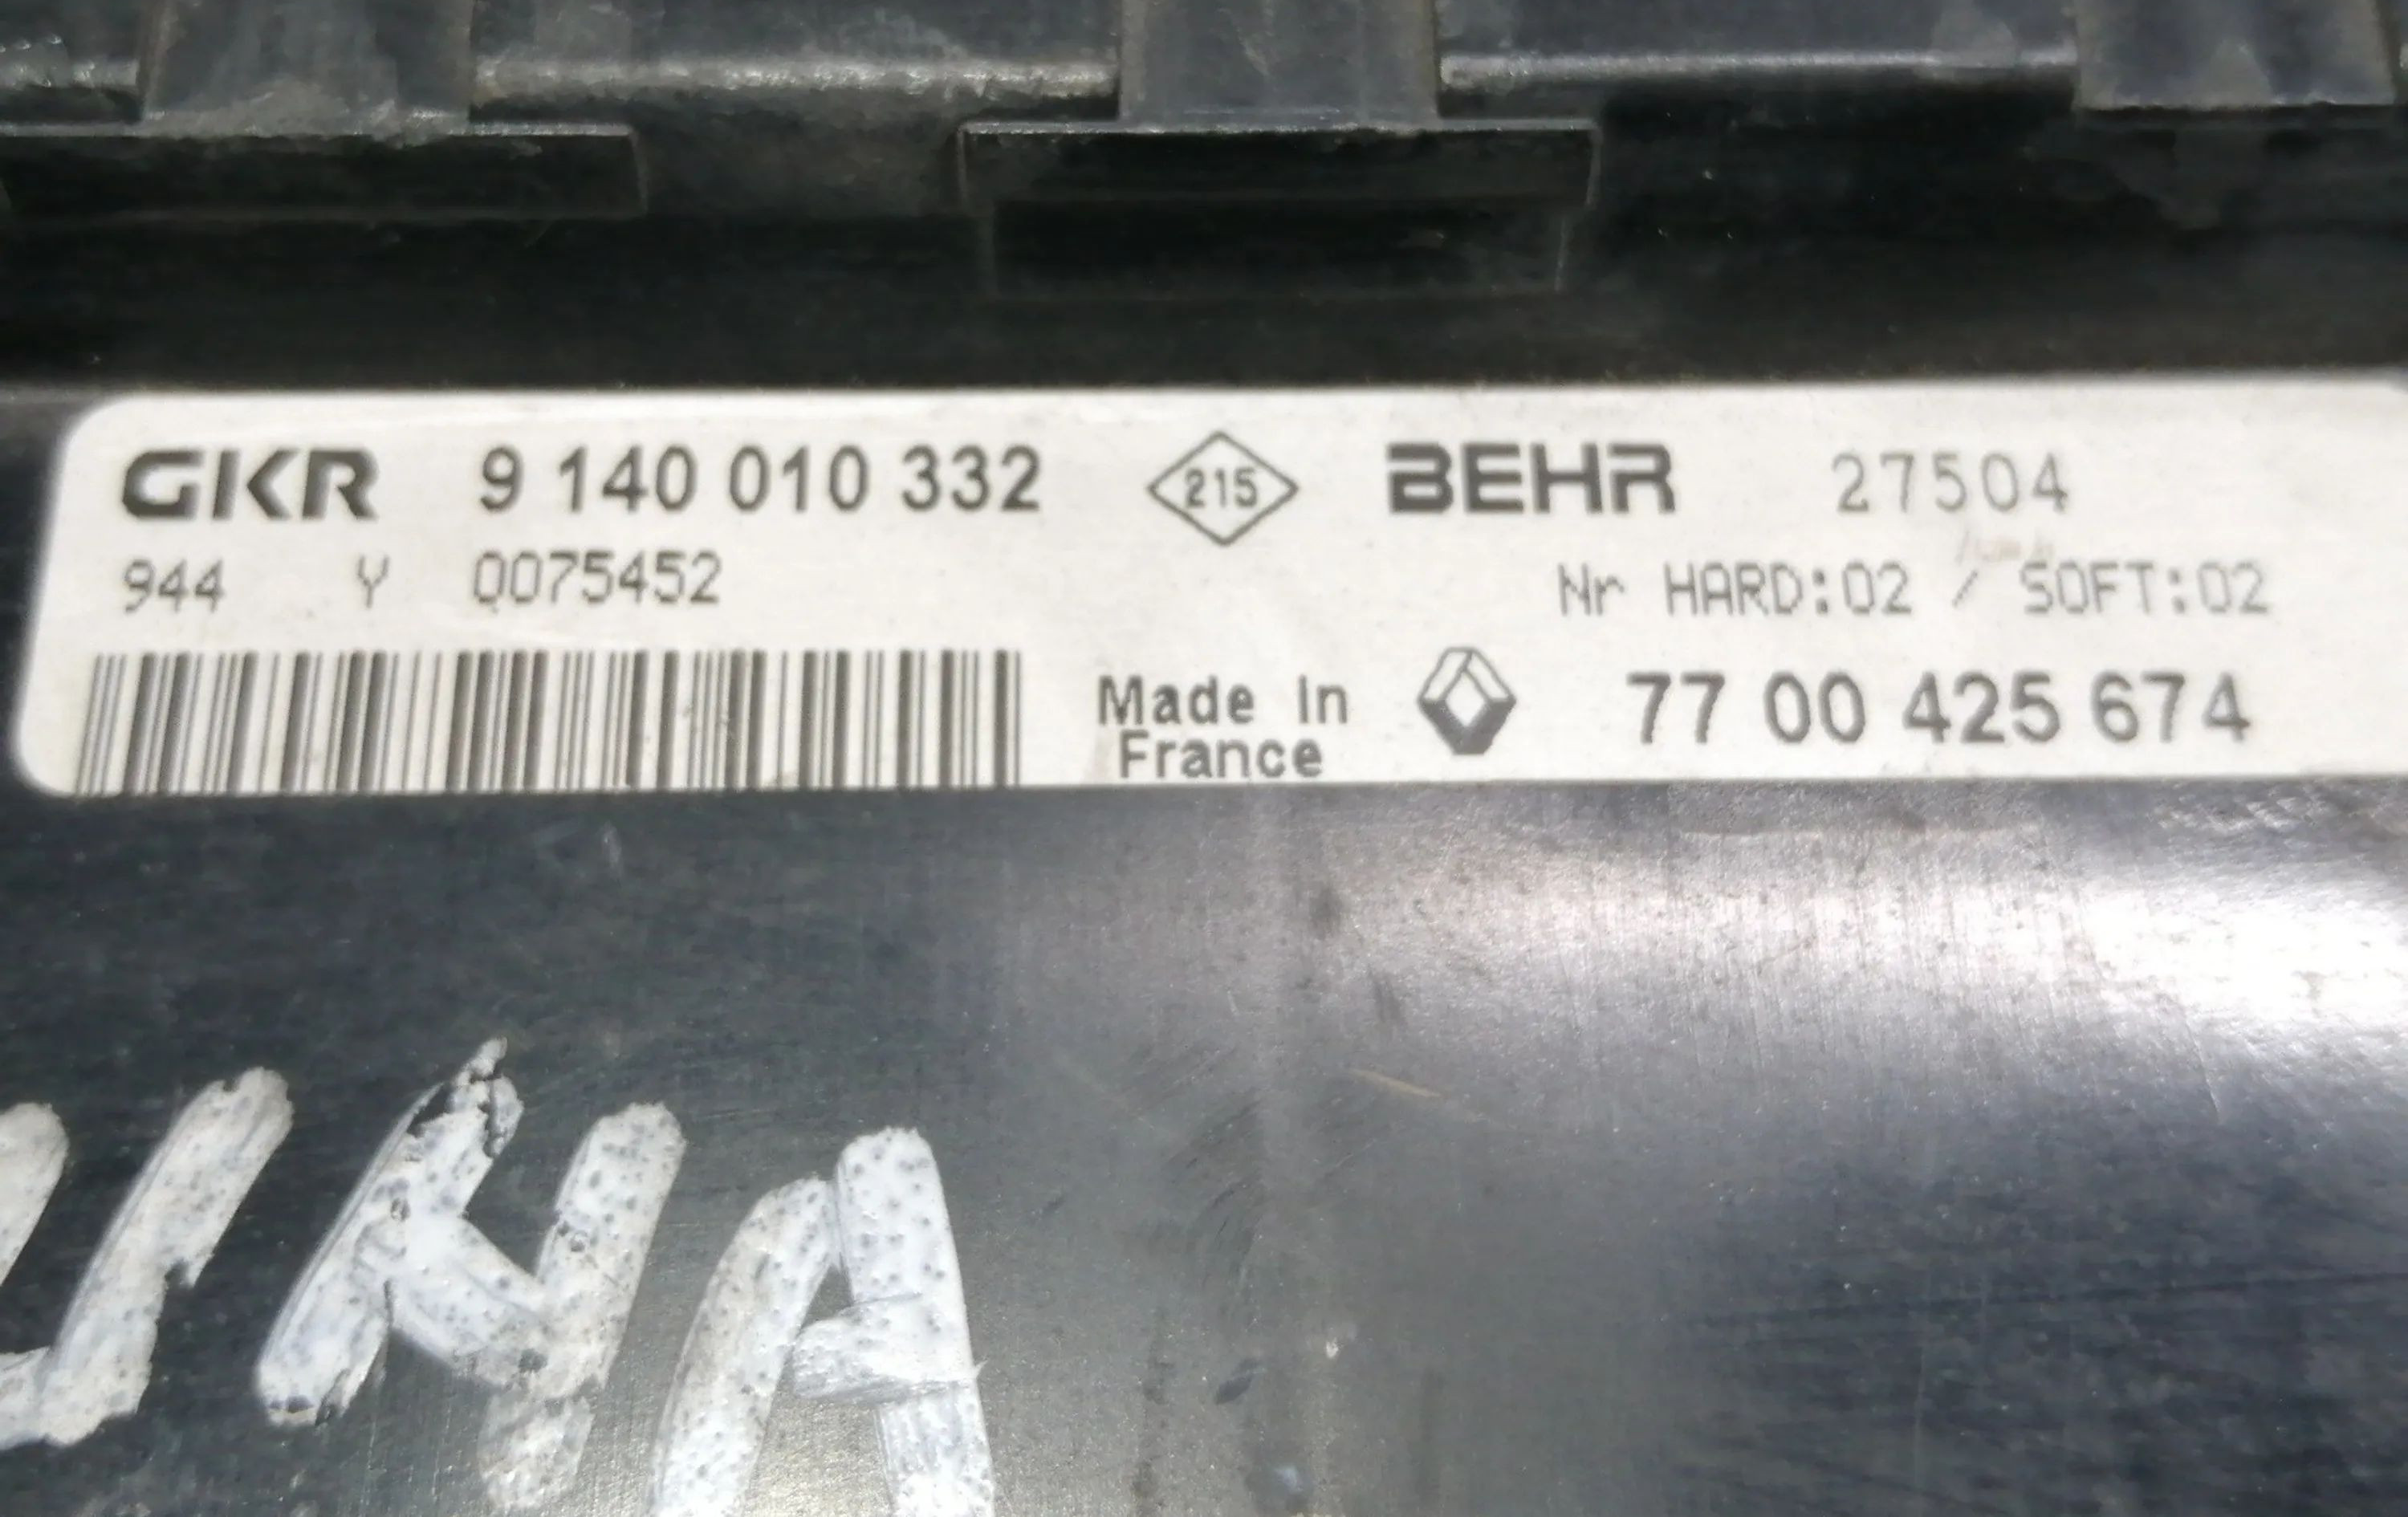 GKR 9 140 010 332 215 BEHR 27504
944 Y 0075452 Nr HARD:02 / SOFT:02
Made In
France
77 00 425 674
UNA